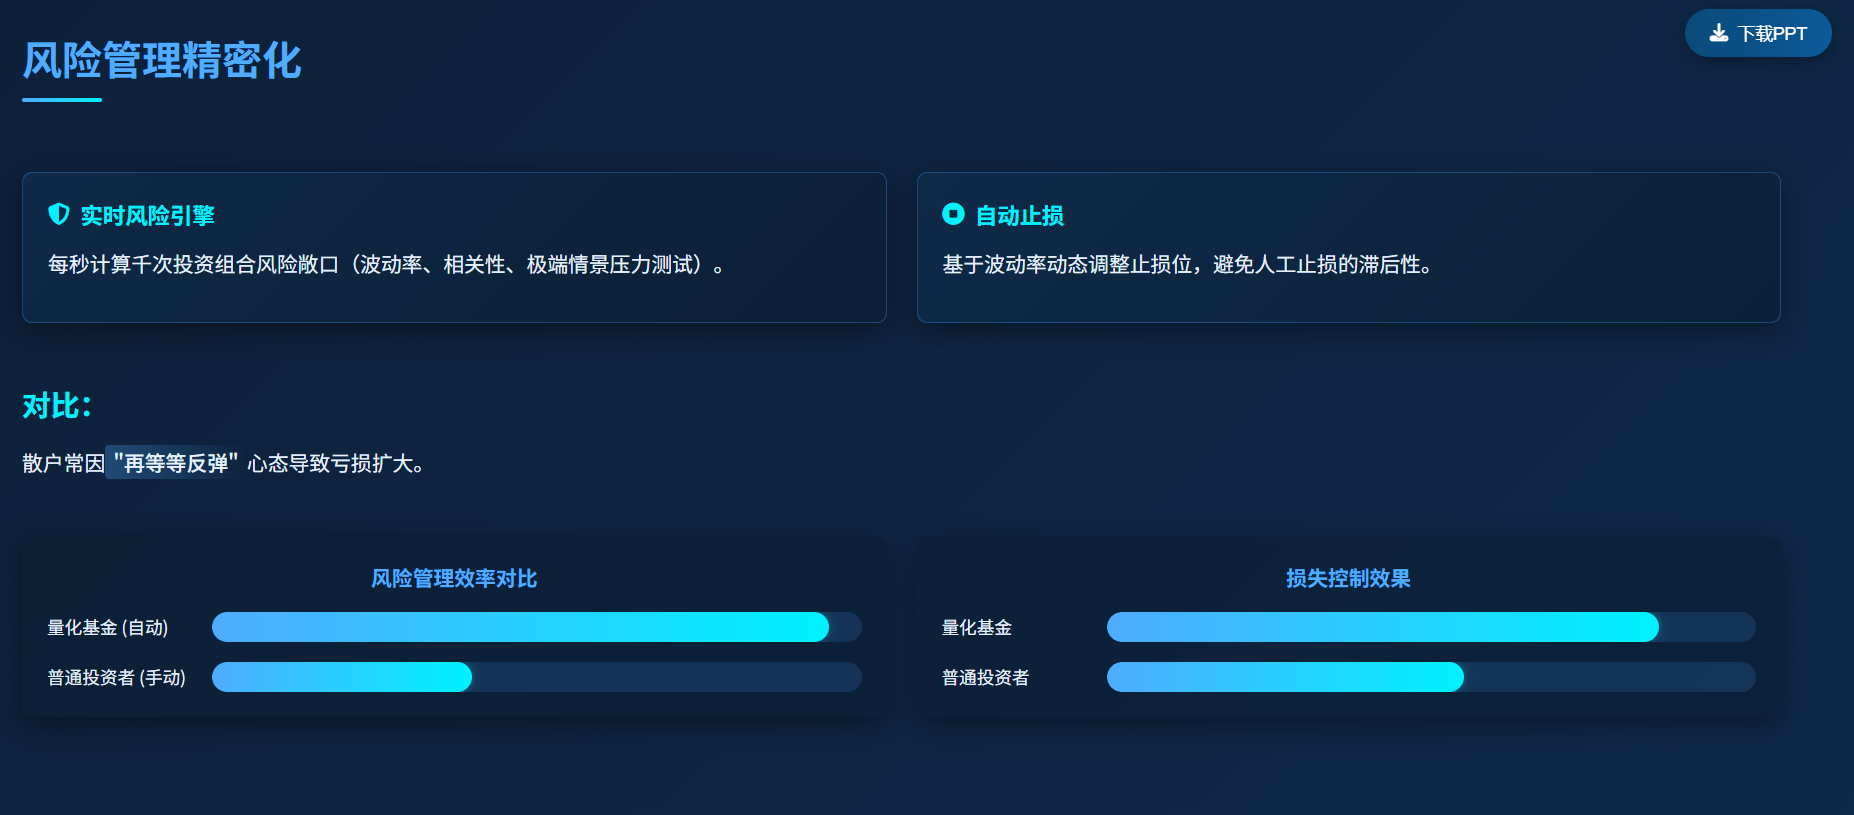 风险管理精密化
下载PPT
实时风险引擎
每秒计算千次投资组合风险敞口（波动率、相关性、极端情景压力测试）。
自动止损
基于波动率动态调整止损位，避免人工止损的滞后性。
对比：
散户常因 "再等等反弹" 心态导致亏损扩大。
风险管理效率对比
量化基金 (自动)
普通投资者 (手动)
损失控制效果
量化基金
普通投资者